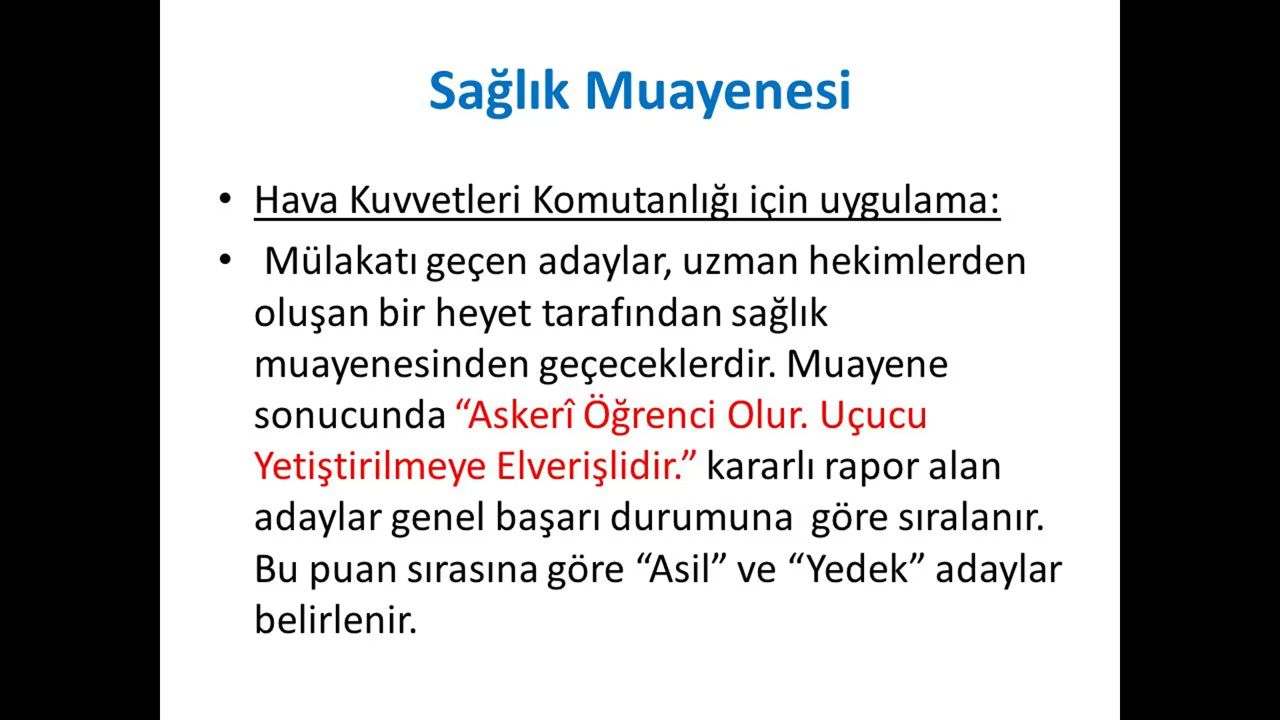 Sağlık Muayenesi
• Hava Kuvvetleri Komutanlığı için uygulama:
• Mülakatı geçen adaylar, uzman hekimlerden
oluşan bir heyet tarafından sağlık
muayenesinden geçeceklerdir. Muayene
sonucunda “Askerî Öğrenci Olur. Uçucu
Yetiştirilmeye Elverişlidir.” kararlı rapor alan
adaylar genel başarı durumuna göre sıralanır.
Bu puan sırasına göre “Asil” ve “Yedek” adaylar
belirlenir.